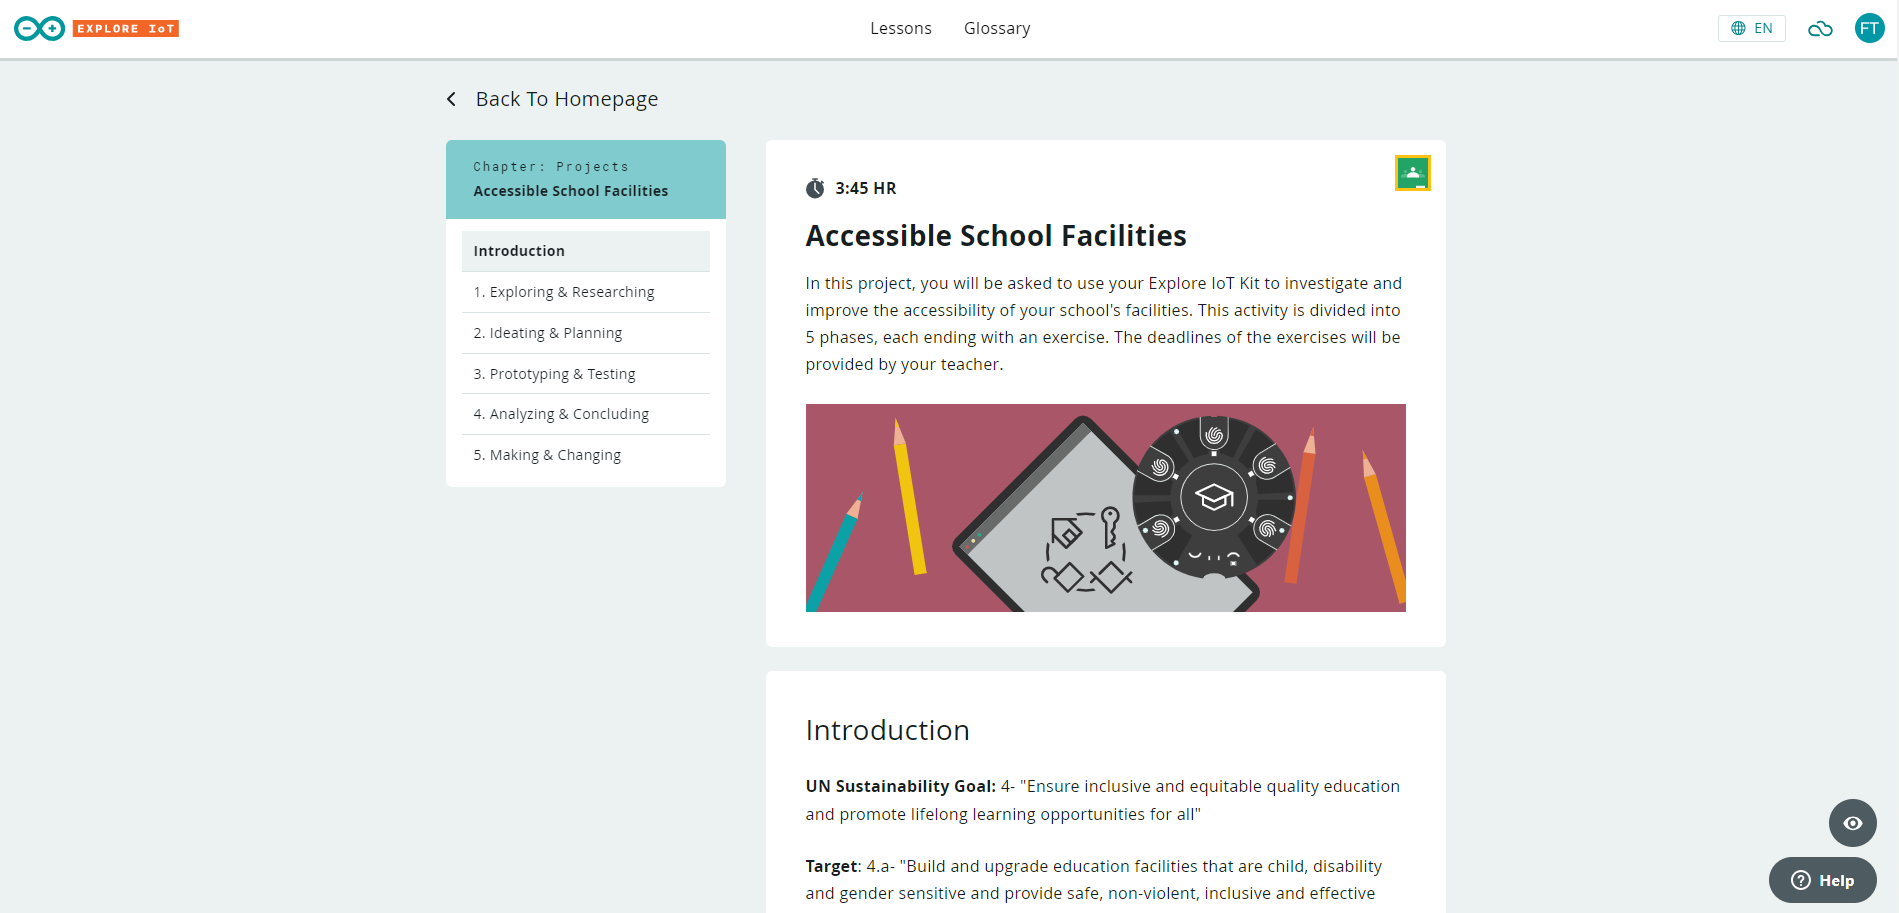 EXPLORE IoT
Lessons
Glossary
EN
FT
Back To Homepage
Chapter: Projects
Accessible School Facilities
Introduction
1. Exploring & Researching
2. Ideating & Planning
3. Prototyping & Testing
4. Analyzing & Concluding
5. Making & Changing
3:45 HR
Accessible School Facilities
In this project, you will be asked to use your Explore IoT Kit to investigate and
improve the accessibility of your school's facilities. This activity is divided into
5 phases, each ending with an exercise. The deadlines of the exercises will be
provided by your teacher.
Introduction
UN Sustainability Goal: 4- "Ensure inclusive and equitable quality education
and promote lifelong learning opportunities for all"
Target: 4.a- "Build and upgrade education facilities that are child, disability
and gender sensitive and provide safe, non-violent, inclusive and effective
Help